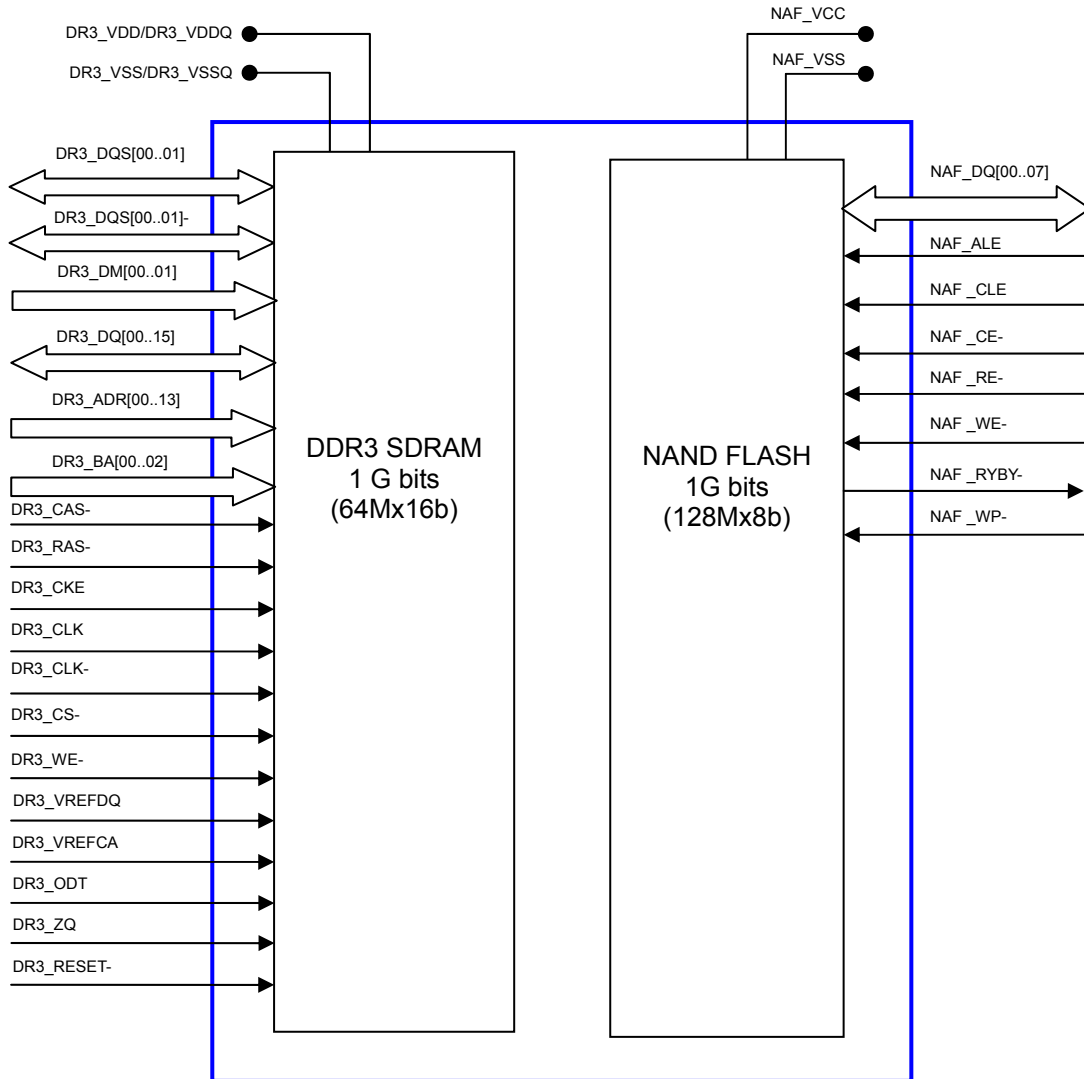 DR3_VDD/DR3_VDDQ
DR3_VSS/DR3_VSSQ
NAF_VCC
NAF_VSS
DR3_DQS[00..01]
DR3_DQS[00..01]-
DR3_DM[00..01]
DR3_DQ[00..15]
DR3_ADR[00..13]
DR3_BA[00..02]
DR3_CAS-
DR3_RAS-
DR3_CKE
DR3_CLK
DR3_CLK-
DR3_CS-
DR3_WE-
DR3_VREFDQ
DR3_VREFCA
DR3_ODT
DR3_ZQ
DR3_RESET-
DDR3 SDRAM
1 G bits
(64Mx16b)
NAND FLASH
1G bits
(128Mx8b)
NAF_DQ[00..07]
NAF_ALE
NAF _CLE
NAF _CE-
NAF _RE-
NAF _WE-
NAF _RYBY-
NAF _WP-